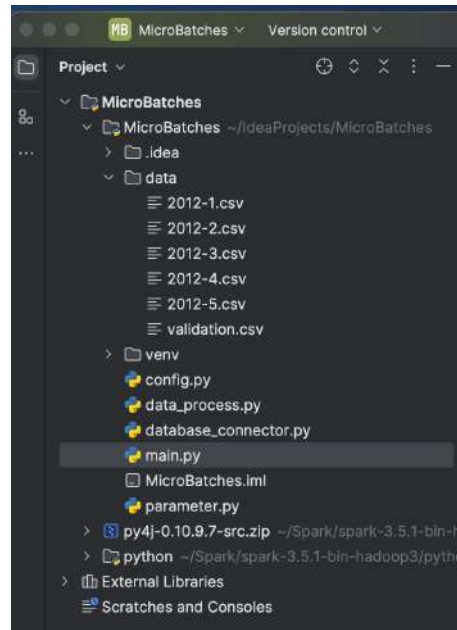 MB MicroBatches Version control
Project
MicroBatches
MicroBatches ~/IdeaProjects/MicroBatches
.idea
data
2012-1.csv
2012-2.csv
2012-3.csv
2012-4.csv
2012-5.csv
validation.csv
venv
config.py
data_process.py
database_connector.py
main.py
MicroBatches.iml
parameter.py
py4j-0.10.9.7-src.zip ~/Spark/spark-3.5.1-bin-h
python ~/Spark/spark-3.5.1-bin-hadoop3/pyth
External Libraries
Scratches and Consoles